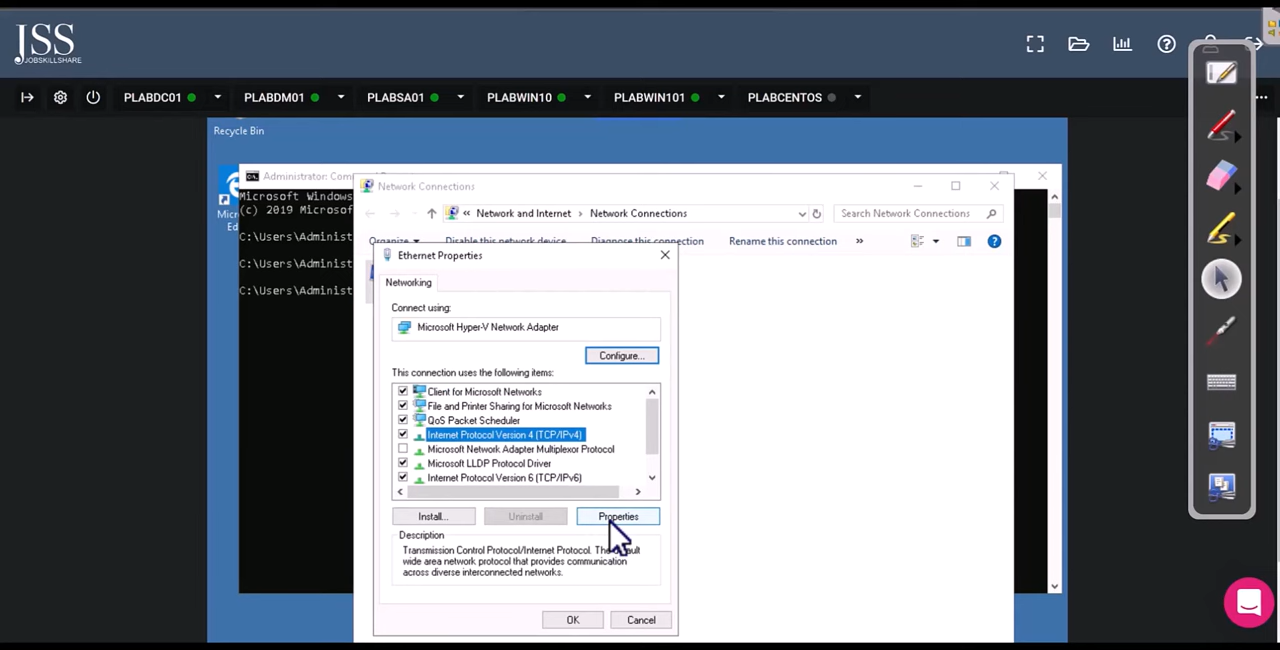 JSS
JOBSKILLSHARE
PLABDC01 PLABDM01 PLABSA01 PLABWIN10 PLABWIN101 PLABCENTOS
Recycle Bin
Administrator: Com
Network Connections
Microsoft Windows
(c) 2019 Microsof
Micro
Ed
« Network and Internet > Network Connections
Search Network Connections
C:\Users\Administ
Organize
Disable this network device
Diagnose this connection
Rename this connection
»
Ethernet Properties
C:\Users\Administ
Networking
C:\Users\Administ
Connect using:
Microsoft Hyper-V Network Adapter
Configure...
This connection uses the following items:
Client for Microsoft Networks
File and Printer Sharing for Microsoft Networks
QoS Packet Scheduler
Internet Protocol Version 4 (TCP/IPv4)
Microsoft Network Adapter Multiplexor Protocol
Microsoft LLDP Protocol Driver
Internet Protocol Version 6 (TCP/IPv6)
Install... Uninstall Properties
Description
Transmission Control Protocol/Internet Protocol. The default
wide area network protocol that provides communication
across diverse interconnected networks.
OK Cancel